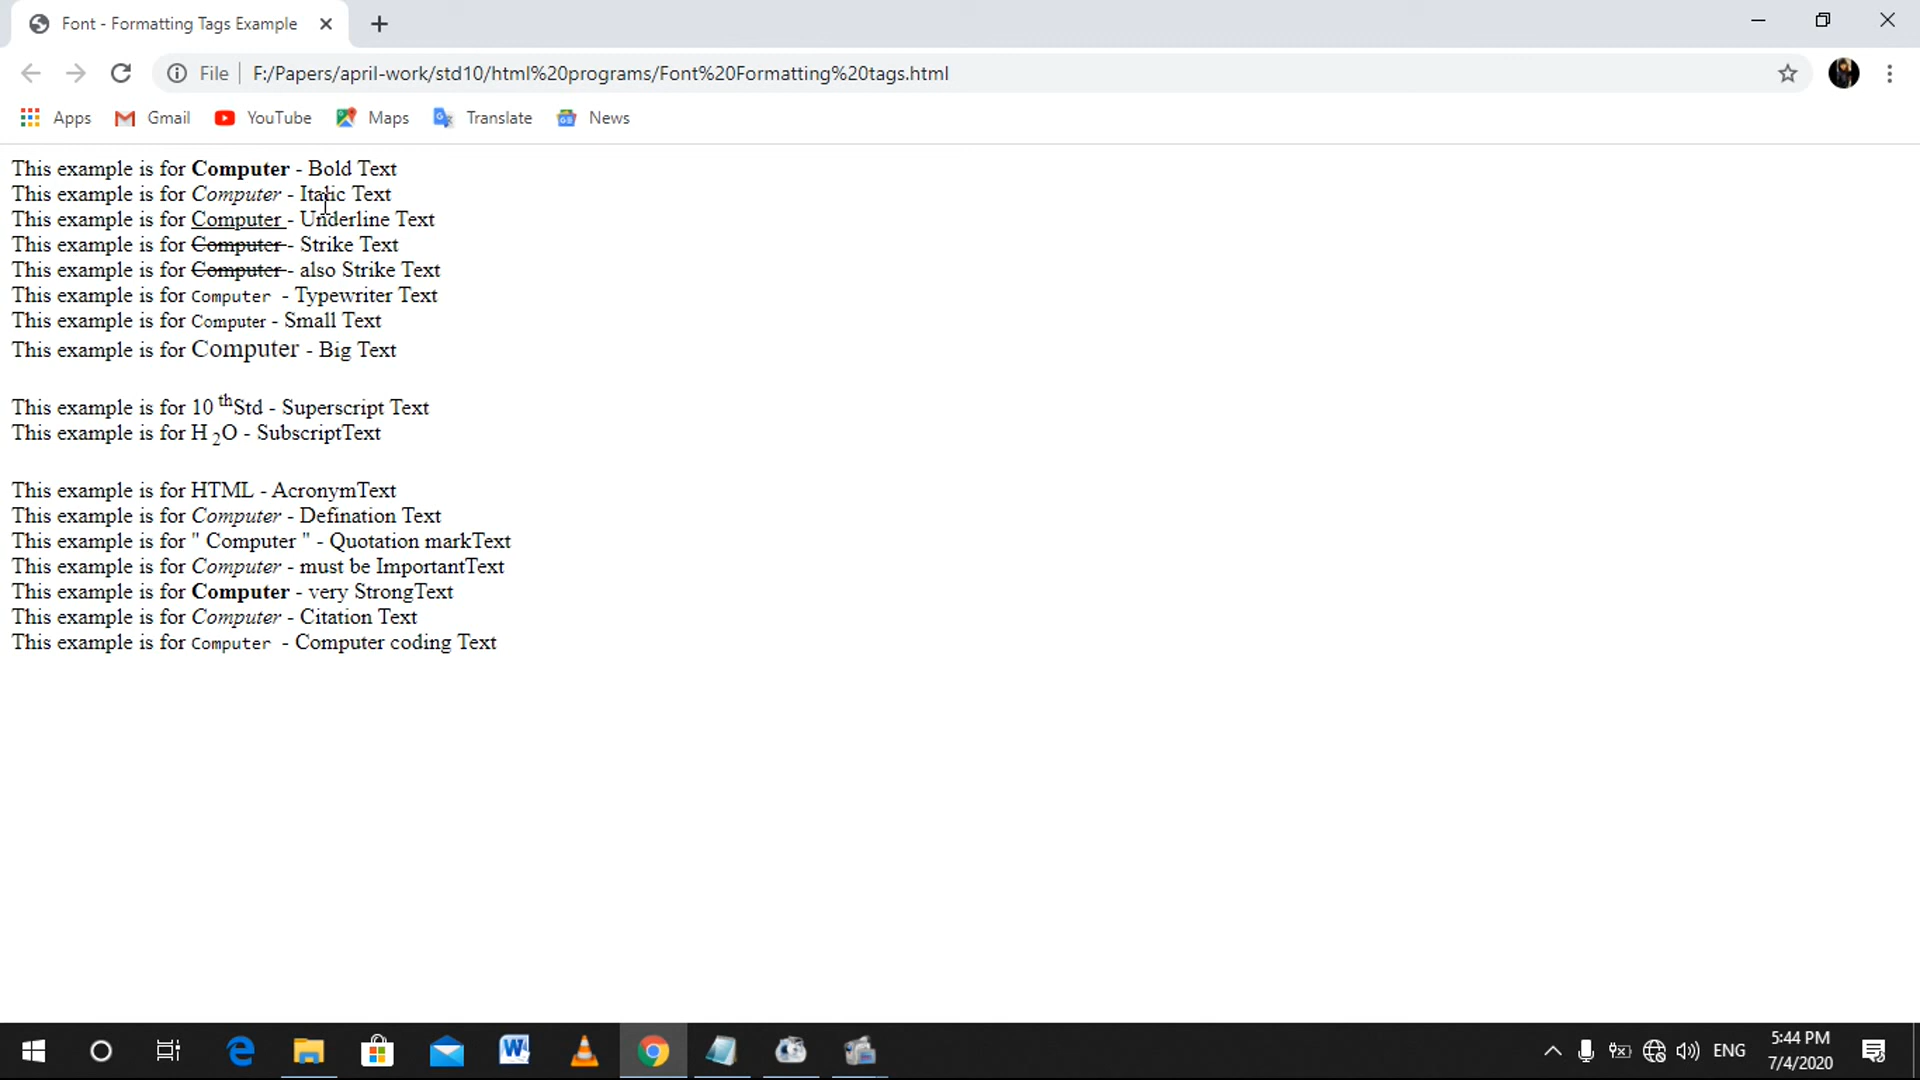 Font - Formatting Tags Example
File F:/Papers/april-work/std10/html%20programs/Font%20Formatting%20tags.html
Apps Gmail YouTube Maps Translate News
This example is for Computer - Bold Text
This example is for Computer - Italic Text
This example is for Computer - Underline Text
This example is for Computer - Strike Text
This example is for Computer - also Strike Text
This example is for Computer - Typewriter Text
This example is for Computer - Small Text
This example is for Computer - Big Text
This example is for 10 thStd - Superscript Text
This example is for H 2O - SubscriptText
This example is for HTML - AcronymText
This example is for Computer - Defination Text
This example is for " Computer " - Quotation markText
This example is for Computer - must be ImportantText
This example is for Computer - very StrongText
This example is for Computer - Citation Text
This example is for Computer - Computer coding Text
ENG 5:44 PM
7/4/2020